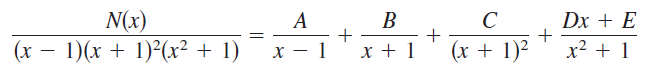 N(x) / (x − 1)(x + 1)²(x² + 1) = A / x − 1 + B / x + 1 + C / (x + 1)² + Dx + E / x² + 1